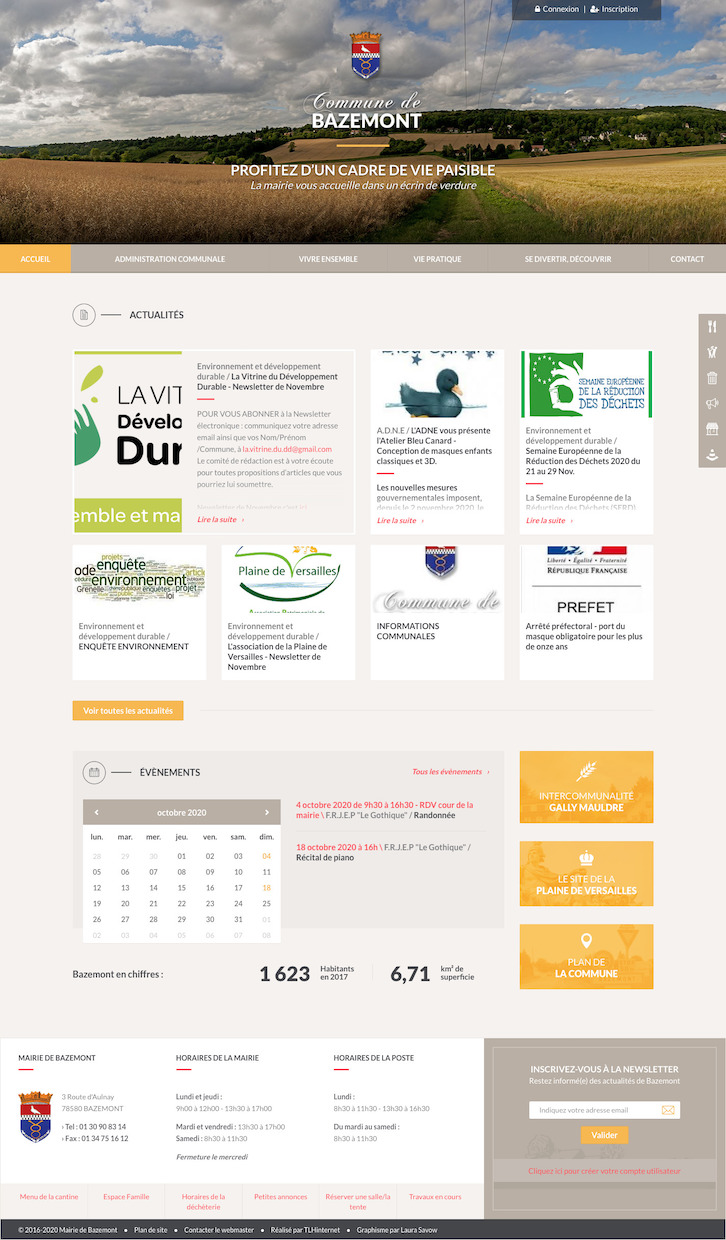 Connexion | Inscription
Commune de
BAZEMONT
PROFITEZ D'UN CADRE DE VIE PAISIBLE
La mairie vous accueille dans un écrin de verdure
ACCUEIL
ADMINISTRATION COMMUNALE
VIVRE ENSEMBLE
VIE PRATIQUE
SE DIVERTIR, DÉCOUVRIR
CONTACT
ACTUALITÉS
LA VIT
Dévelo
Dur
emble et ma
Environnement et développement
durable / La Vitrine du Développement
Durable - Newsletter de Novembre
POUR VOUS ABONNER à la Newsletter
électronique : communiquez votre adresse
email ainsi que vos Nom/Prénom
/Commune, à la.vitrine.du.dd@gmail.com
Le comité de rédaction est à votre écoute
pour toutes propositions d'articles que vous
pourriez lui soumettre.
Newsletter de Novembre c'est ici
Lire la suite ›
Bleu Canard
A.D.N.E / L'ADNE vous présente
l'Atelier Bleu Canard -
Conception de masques enfants
classiques et 3D.
Les nouvelles mesures
gouvernementales imposent,
depuis le 2 novembre 2020, le
Lire la suite ›
SEMAINE EUROPÉENNE
DE LA RÉDUCTION
DES DÉCHETS
Environnement et
développement durable /
Semaine Européenne de la
Réduction des Déchets 2020 du
21 au 29 Nov.
La Semaine Européenne de la
Réduction des Déchets (SERD)
Lire la suite ›
ode enquête
projets
environnement
Grenelle
public
enquêtes
projet
loi
Environnement et
développement durable /
ENQUÊTE ENVIRONNEMENT
Plaine de Versailles
Association Patrimoniale de
Environnement et
développement durable /
L'association de la Plaine de
Versailles - Newsletter de
Novembre
Commune de
INFORMATIONS
COMMUNALES
Liberté • Égalité • Fraternité
RÉPUBLIQUE FRANÇAISE
PREFET
Arrêté préfectoral - port du
masque obligatoire pour les plus
de onze ans
Voir toutes les actualités
ÉVÈNEMENTS
Tous les évènements ›
octobre 2020
lun. mar. mer. jeu. ven. sam. dim.
28 29 30 01 02 03 04
05 06 07 08 09 10 11
12 13 14 15 16 17 18
19 20 21 22 23 24 25
26 27 28 29 30 31 01
02 03 04 05 06 07 08
4 octobre 2020 de 9h30 à 16h30 - RDV cour de la
mairie \ F.R.J.E.P "Le Gothique" / Randonnée
18 octobre 2020 à 16h \ F.R.J.E.P "Le Gothique" /
Récital de piano
INTERCOMMUNALITÉ
GALLY MAULDRE
LE SITE DE LA
PLAINE DE VERSAILLES
PLAN DE
LA COMMUNE
Bazemont en chiffres :
1 623 Habitants
en 2017
6,71 km² de
superficie
MAIRIE DE BAZEMONT
3 Route d'Aulnay
78580 BAZEMONT
› Tel : 01 30 90 83 14
› Fax : 01 34 75 16 12
HORAIRES DE LA MAIRIE
Lundi et jeudi :
9h00 à 12h00 - 13h30 à 17h00
Mardi et vendredi : 13h30 à 17h00
Samedi : 8h30 à 11h30
Fermeture le mercredi
HORAIRES DE LA POSTE
Lundi :
8h30 à 11h30 - 13h30 à 16h30
Du mardi au samedi :
8h30 à 11h30
INSCRIVEZ-VOUS À LA NEWSLETTER
Restez informé(e) des actualités de Bazemont
Indiquez votre adresse email
Valider
Cliquez ici pour créer votre compte utilisateur
Menu de la cantine
Espace Famille
Horaires de la
déchèterie
Petites annonces
Réserver une salle/la
tente
Travaux en cours
© 2016-2020 Mairie de Bazemont • Plan de site • Contacter le webmaster • Réalisé par TLHinternet • Graphisme par Laura Savow